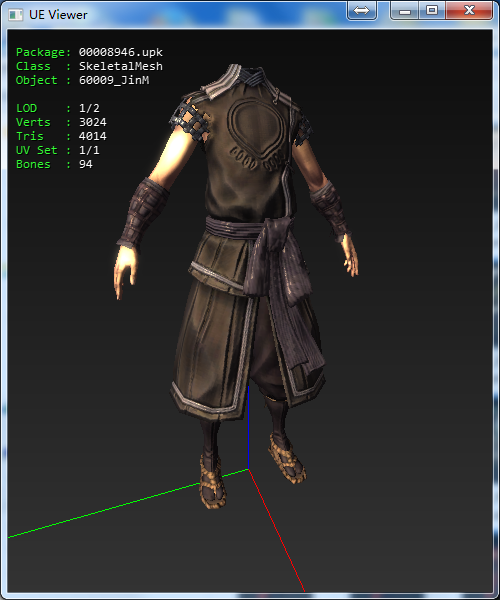 UE Viewer
Package: 00008946.upk
Class : SkeletalMesh
Object : 60009_JinM
LOD : 1/2
Verts : 3024
Tris : 4014
UV Set : 1/1
Bones : 94